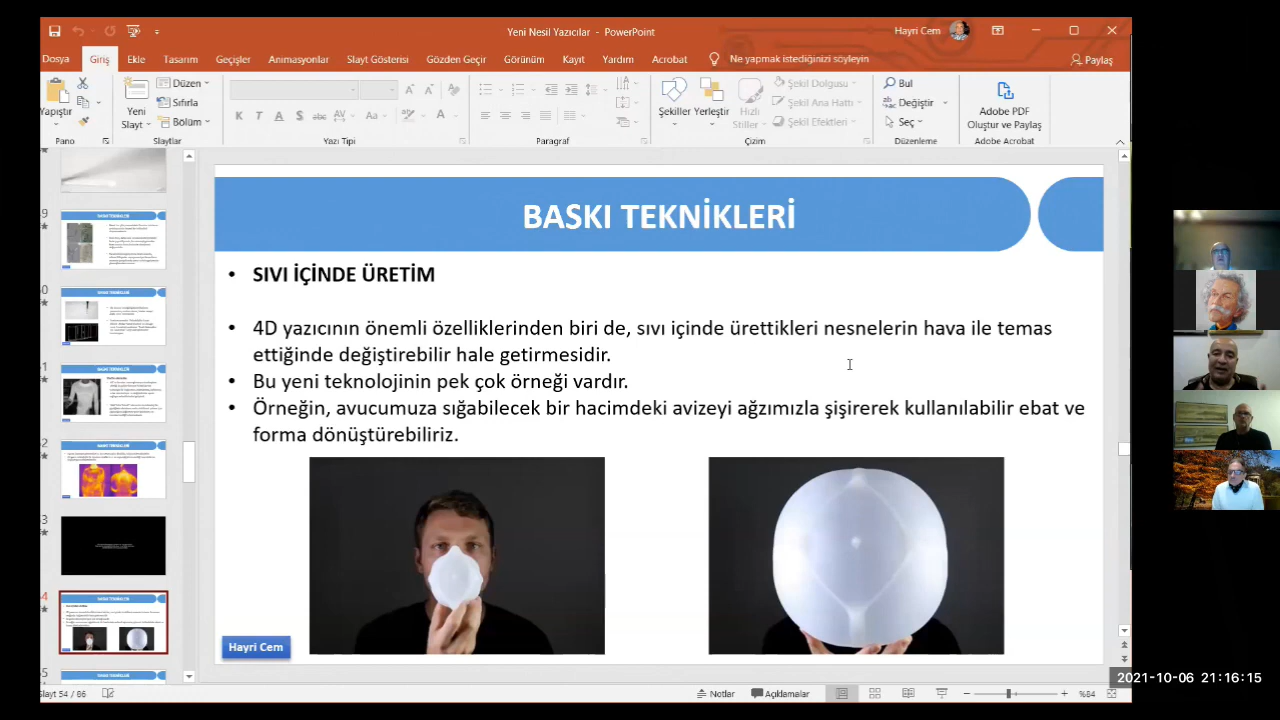 Yeni Nesil Yazıcılar - PowerPoint
Hayri Cem
Dosya Giriş Ekle Tasarım Geçişler Animasyonlar Slayt Gösterisi Gözden Geçir Görünüm Kayıt Yardım Acrobat Ne yapmak istediğinizi söyleyin Paylaş
Yapıştır
Yeni Slayt
Düzen
Sıfırla
Bölüm
Şekiller Yerleştir Hızlı Stiller
Şekil Dolgusu
Şekil Ana Hattı
Şekil Efektleri
Bul
Değiştir
Seç
Adobe PDF
Oluştur ve Paylaş
Pano Slaytlar Yazı Tipi Paragraf Çizim Düzenleme Adobe Acrobat
BASKI TEKNİKLERİ
• SIVI İÇİNDE ÜRETİM
• 4D yazıcının önemli özelliklerinden biri de, sıvı içinde ürettikleri nesnelerin hava ile temas
ettiğinde değiştirebilir hale getirmesidir.
• Bu yeni teknolojinin pek çok örneği vardır.
• Örneğin, avucumuza sığabilecek bir hacimdeki avizeyi ağzımızla şişirerek kullanılabilir ebat ve
forma dönüştürebiliriz.
Hayri Cem
Slayt 54 / 86
Notlar Açıklamalar %84
2021-10-06 21:16:15